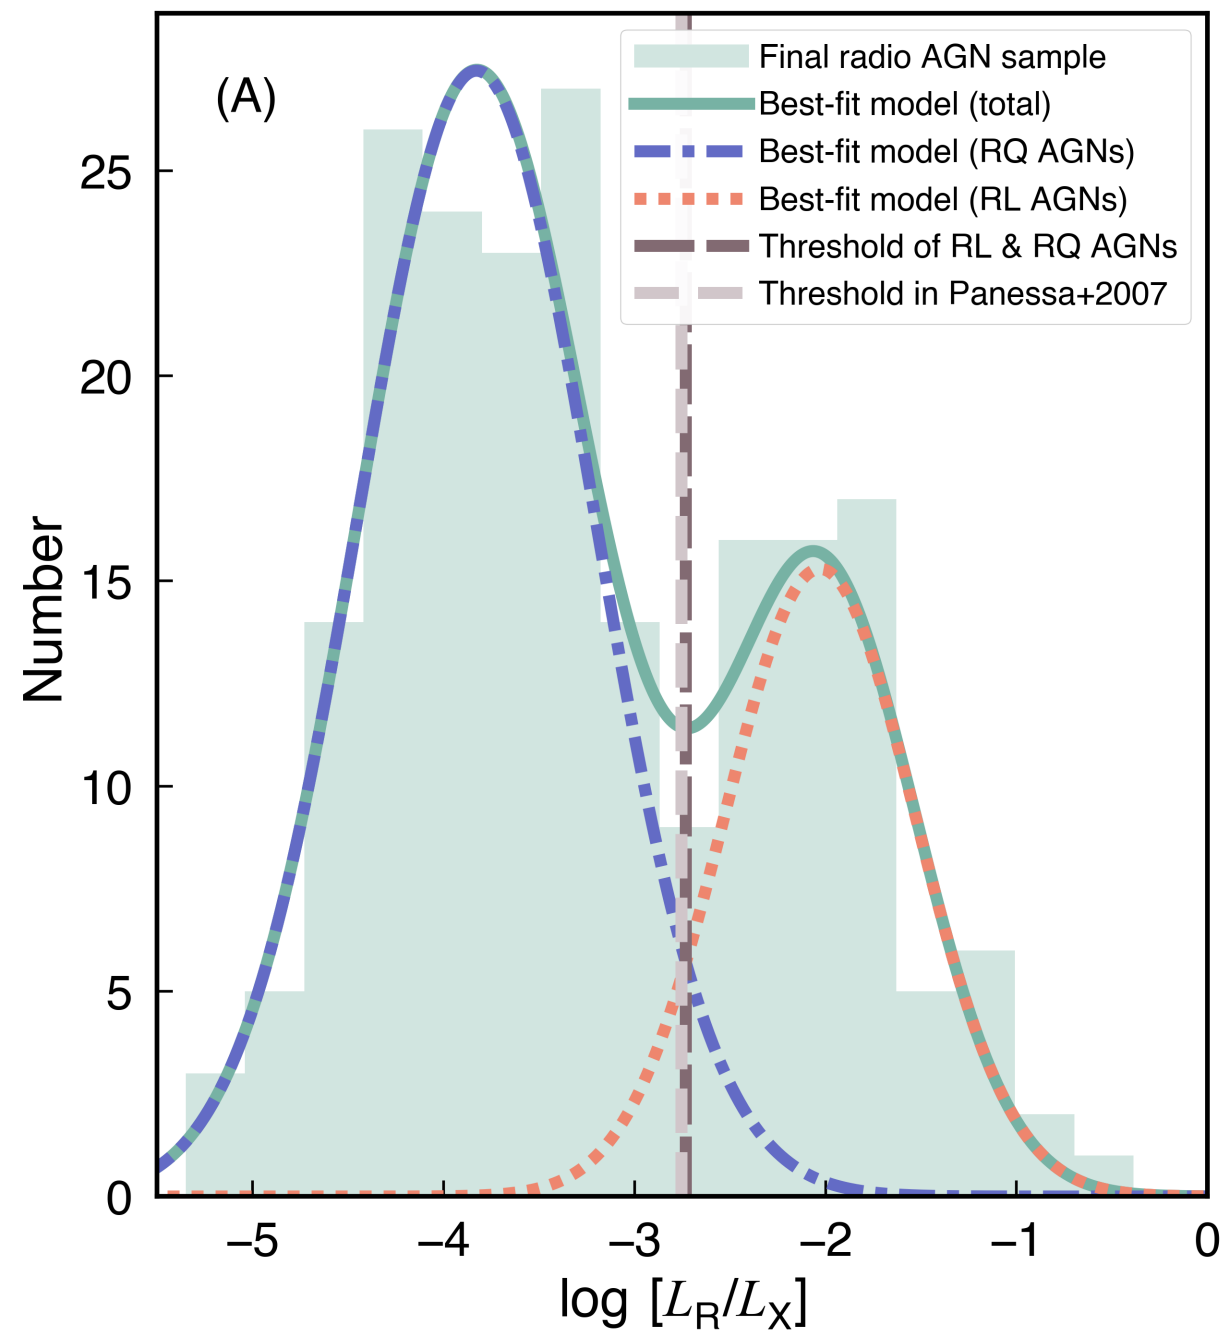 (A)
Final radio AGN sample
Best-fit model (total)
Best-fit model (RQ AGNs)
Best-fit model (RL AGNs)
Threshold of RL & RQ AGNs
Threshold in Panessa+2007
25
20
15
10
5
0
Number
−5 −4 −3 −2 −1 0
log [L_R/L_X]